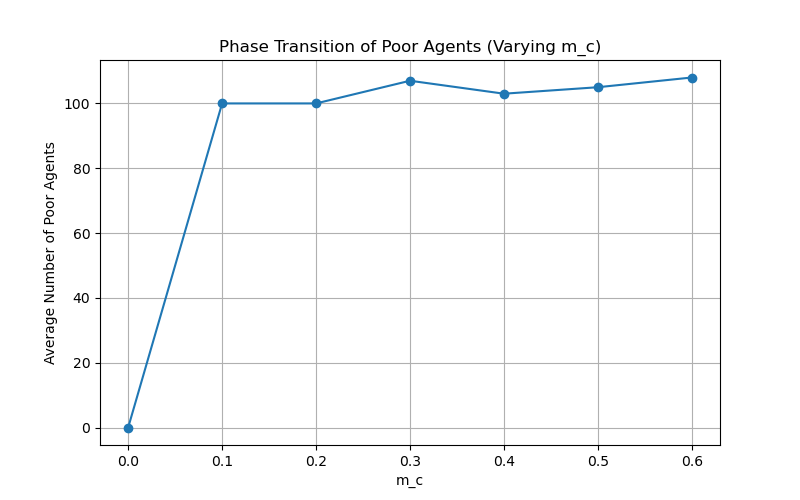 Phase Transition of Poor Agents (Varying m_c)
Average Number of Poor Agents
100
80
60
40
20
0
0.0 0.1 0.2 0.3 0.4 0.5 0.6
m_c